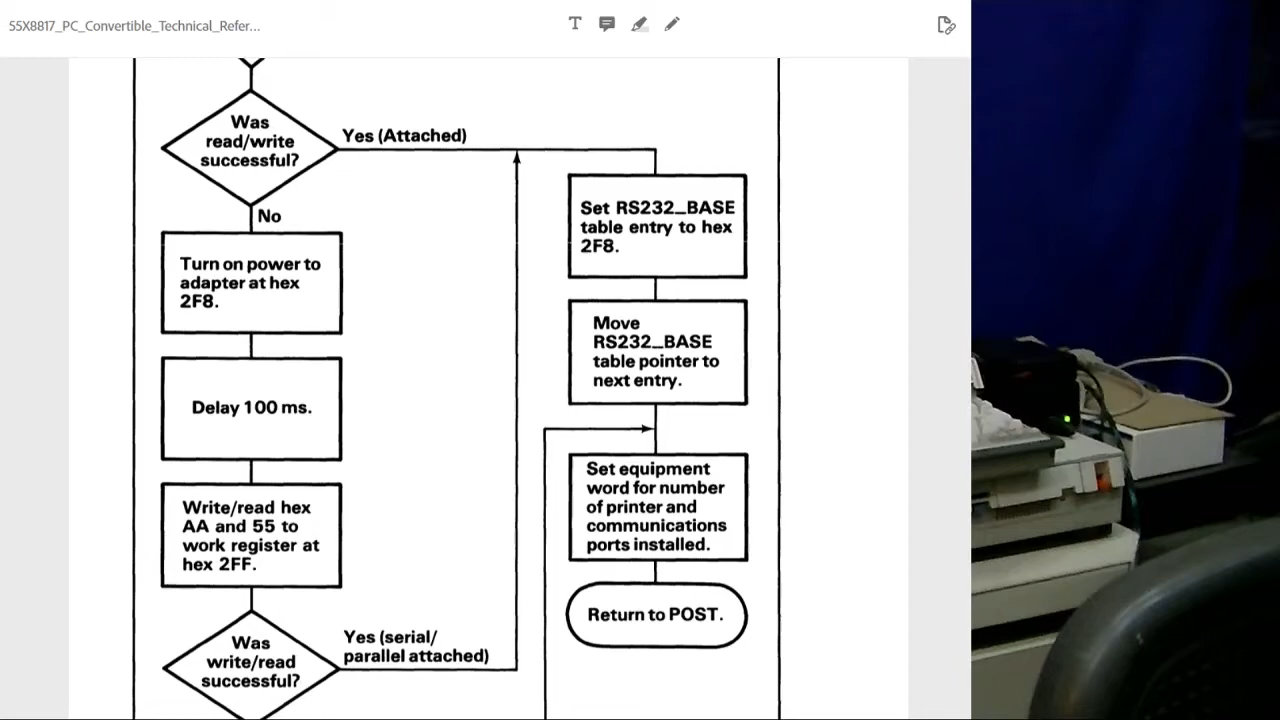 55X8817_PC_Convertible_Technical_Refer...
Was
read/write
successful?
Yes (Attached)
No
Turn on power to
adapter at hex
2F8.
Delay 100 ms.
Write/read hex
AA and 55 to
work register at
hex 2FF.
Was
write/read
successful?
Yes (serial/
parallel attached)
Set RS232_BASE
table entry to hex
2F8.
Move
RS232_BASE
table pointer to
next entry.
Set equipment
word for number
of printer and
communications
ports installed.
Return to POST.